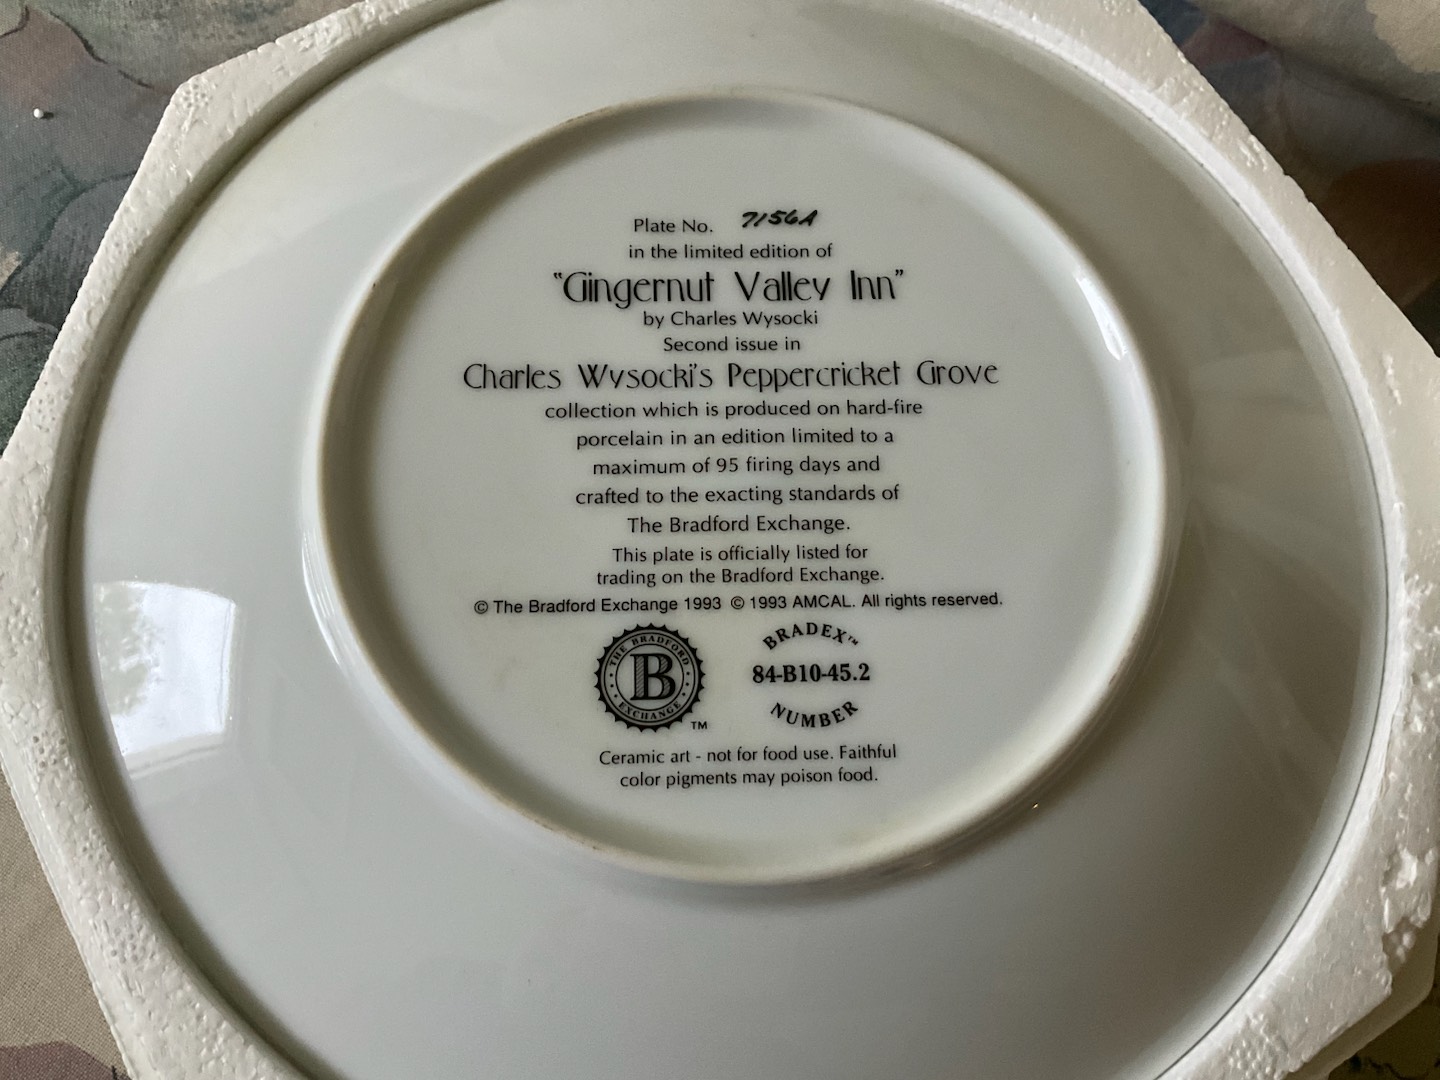 Plate No. 7156A
in the limited edition of
"Gingernut Valley Inn"
by Charles Wysocki
Second issue in
Charles Wysocki's Peppercricket Grove
collection which is produced on hard-fire
porcelain in an edition limited to a
maximum of 95 firing days and
crafted to the exacting standards of
The Bradford Exchange.
This plate is officially listed for
trading on the Bradford Exchange.
© The Bradford Exchange 1993 © 1993 AMCAL. All rights reserved.
THE BRADFORD
B
EXCHANGE
TM
BRADEX™
84-B10-45.2
NUMBER
Ceramic art - not for food use. Faithful
color pigments may poison food.